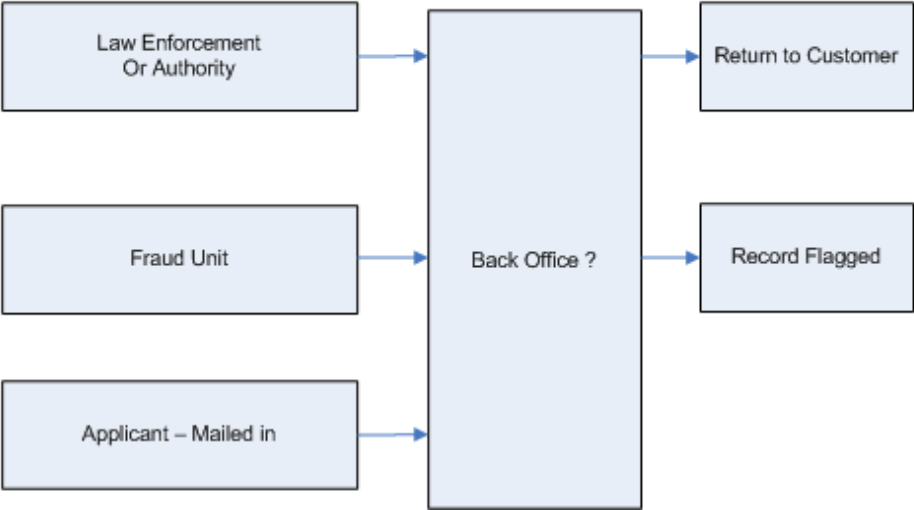 Law Enforcement
Or Authority
Return to Customer
Fraud Unit
Back Office ?
Record Flagged
Applicant – Mailed in